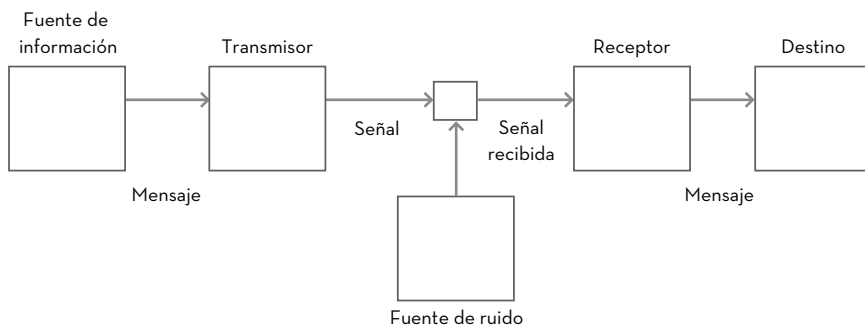 Fuente de
información
Transmisor
Receptor
Destino
Señal
Señal
recibida
Mensaje
Mensaje
Fuente de ruido